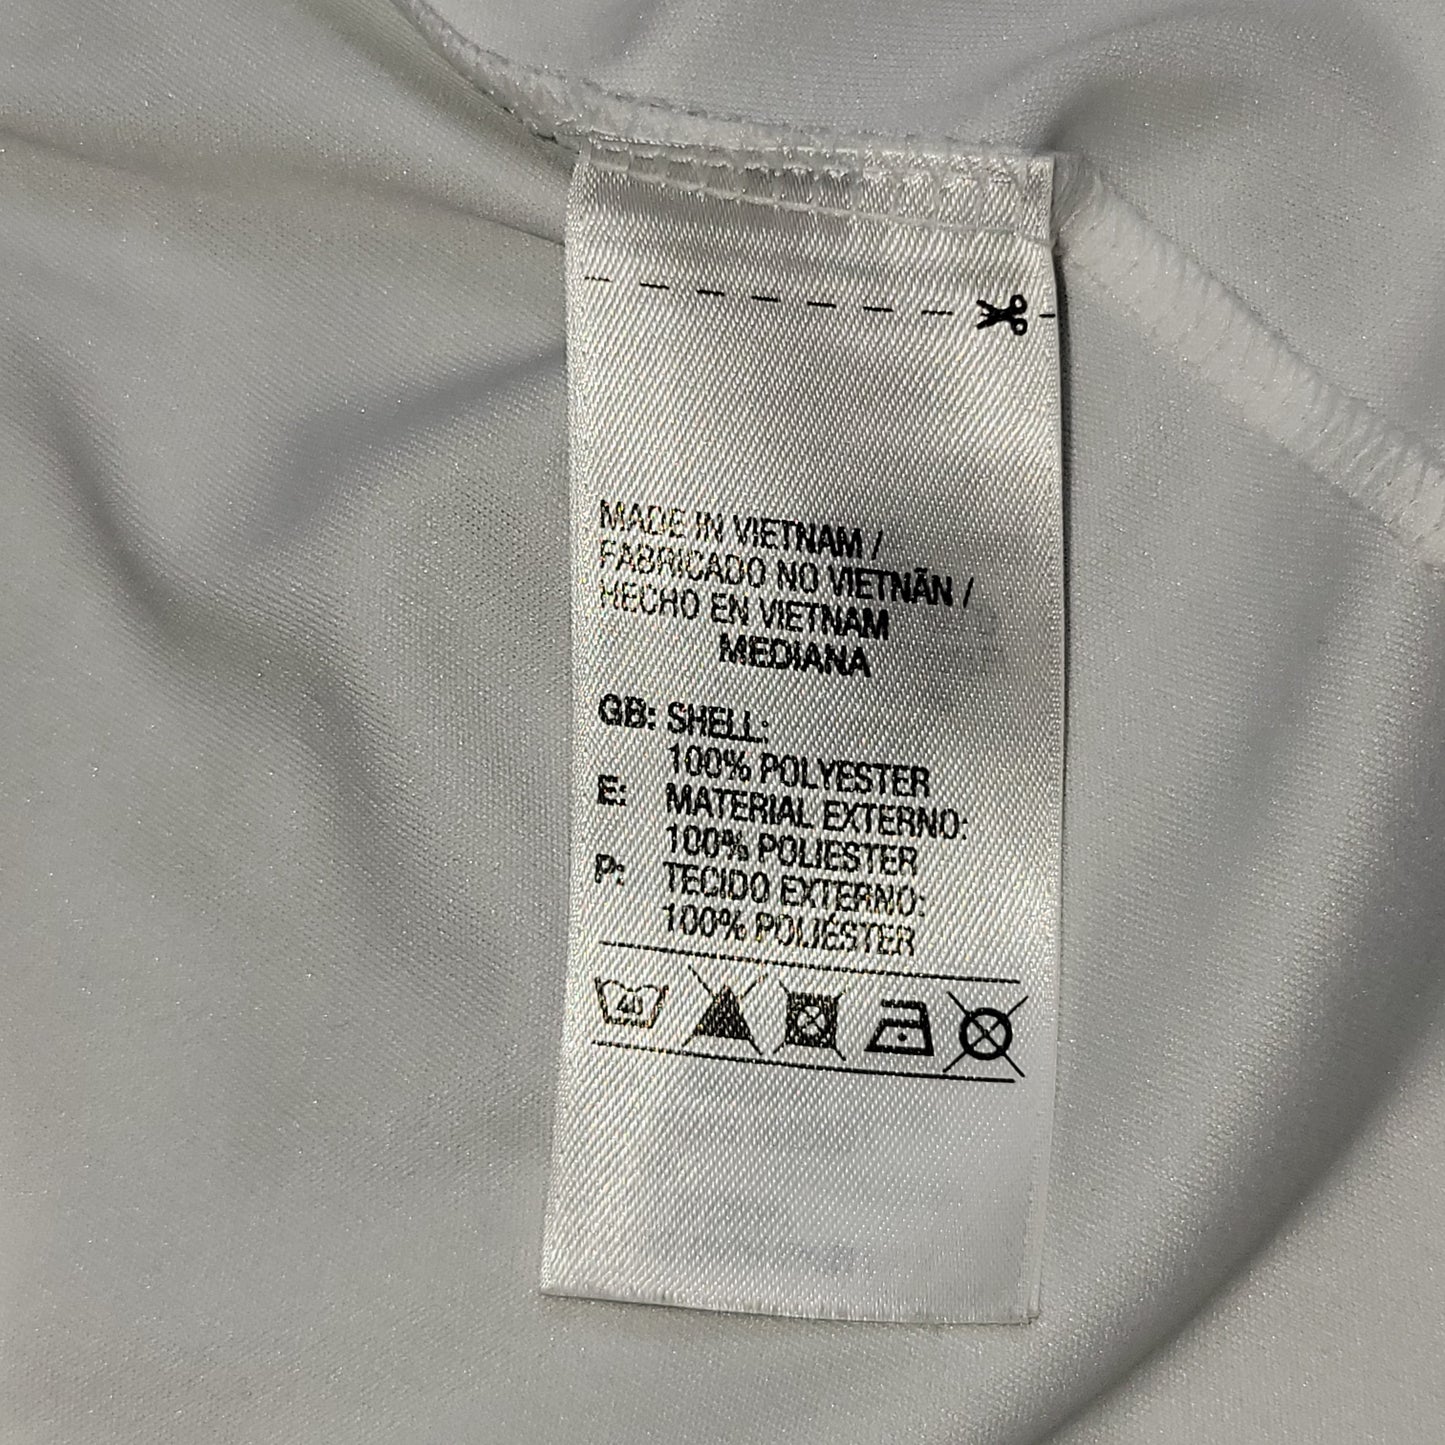 MADE IN VIETNAM /
FABRICADO NO VIETNÃN /
HECHO EN VIETNAM
MEDIANA
GB: SHELL:
100% POLYESTER
E: MATERIAL EXTERNO:
100% POLIESTER
P: TECIDO EXTERNO:
100% POLIÉSTER
40